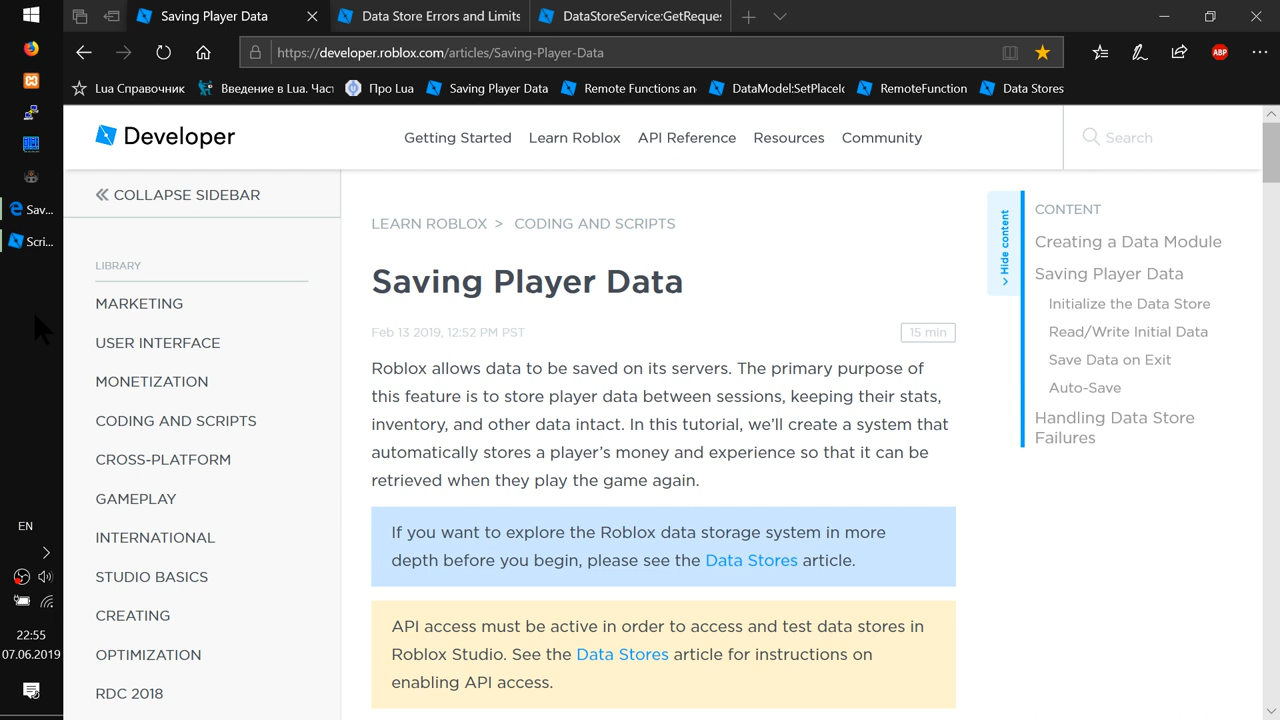 Saving Player Data
Data Store Errors and Limits
DataStoreService:GetReque
https://developer.roblox.com/articles/Saving-Player-Data
ABP
Lua Справочник
Введение в Lua. Част
Про Lua
Saving Player Data
Remote Functions an
DataModel:SetPlaceI
RemoteFunction
Data Stores
Developer
Getting Started
Learn Roblox
API Reference
Resources
Community
Search
COLLAPSE SIDEBAR
LIBRARY
MARKETING
USER INTERFACE
MONETIZATION
CODING AND SCRIPTS
CROSS-PLATFORM
GAMEPLAY
INTERNATIONAL
STUDIO BASICS
CREATING
OPTIMIZATION
RDC 2018
LEARN ROBLOX > CODING AND SCRIPTS
Saving Player Data
Feb 13 2019, 12:52 PM PST
15 min
Roblox allows data to be saved on its servers. The primary purpose of
this feature is to store player data between sessions, keeping their stats,
inventory, and other data intact. In this tutorial, we’ll create a system that
automatically stores a player’s money and experience so that it can be
retrieved when they play the game again.
If you want to explore the Roblox data storage system in more
depth before you begin, please see the Data Stores article.
API access must be active in order to access and test data stores in
Roblox Studio. See the Data Stores article for instructions on
enabling API access.
Hide content
CONTENT
Creating a Data Module
Saving Player Data
Initialize the Data Store
Read/Write Initial Data
Save Data on Exit
Auto-Save
Handling Data Store
Failures
Sav...
Scri...
EN
22:55
07.06.2019